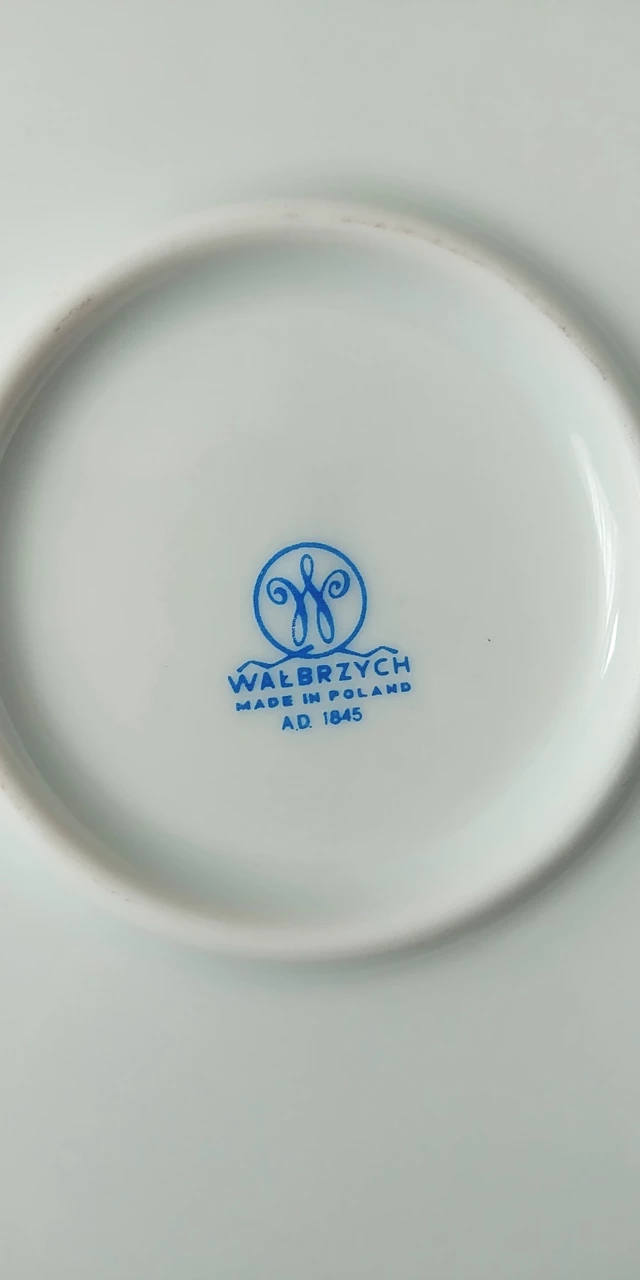 W
WAŁBRZYCH
MADE IN POLAND
A.D. 1845